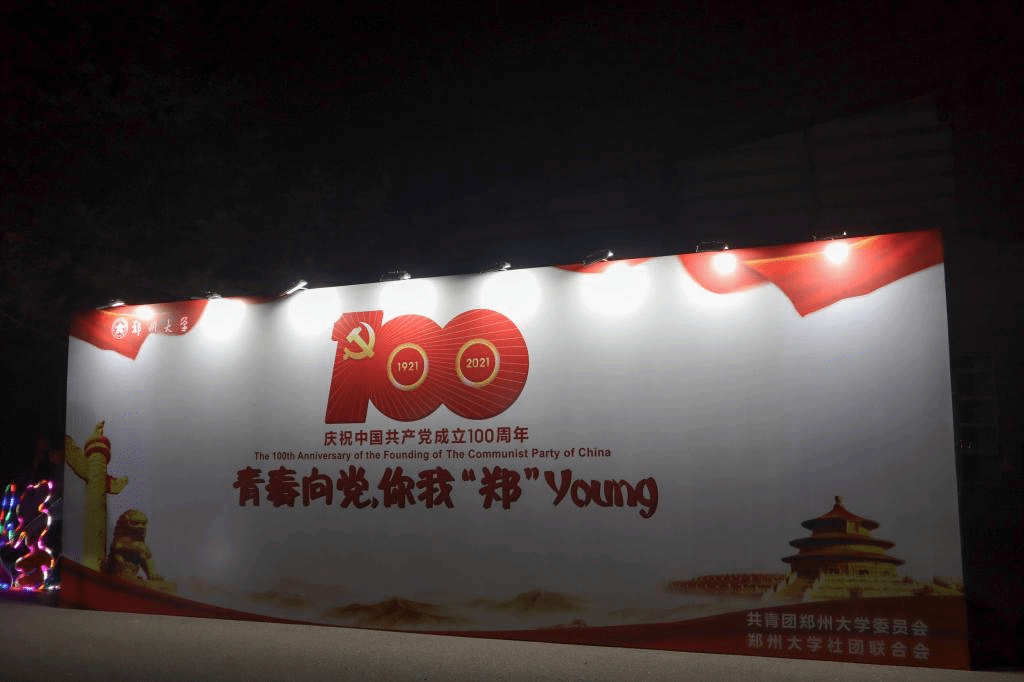 郑州大学
100
1921
2021
庆祝中国共产党成立100周年
The 100th Anniversary of the Founding of The Communist Party of China
青春向党,你我“郑”Young
共青团郑州大学委员会
郑州大学社团联合会